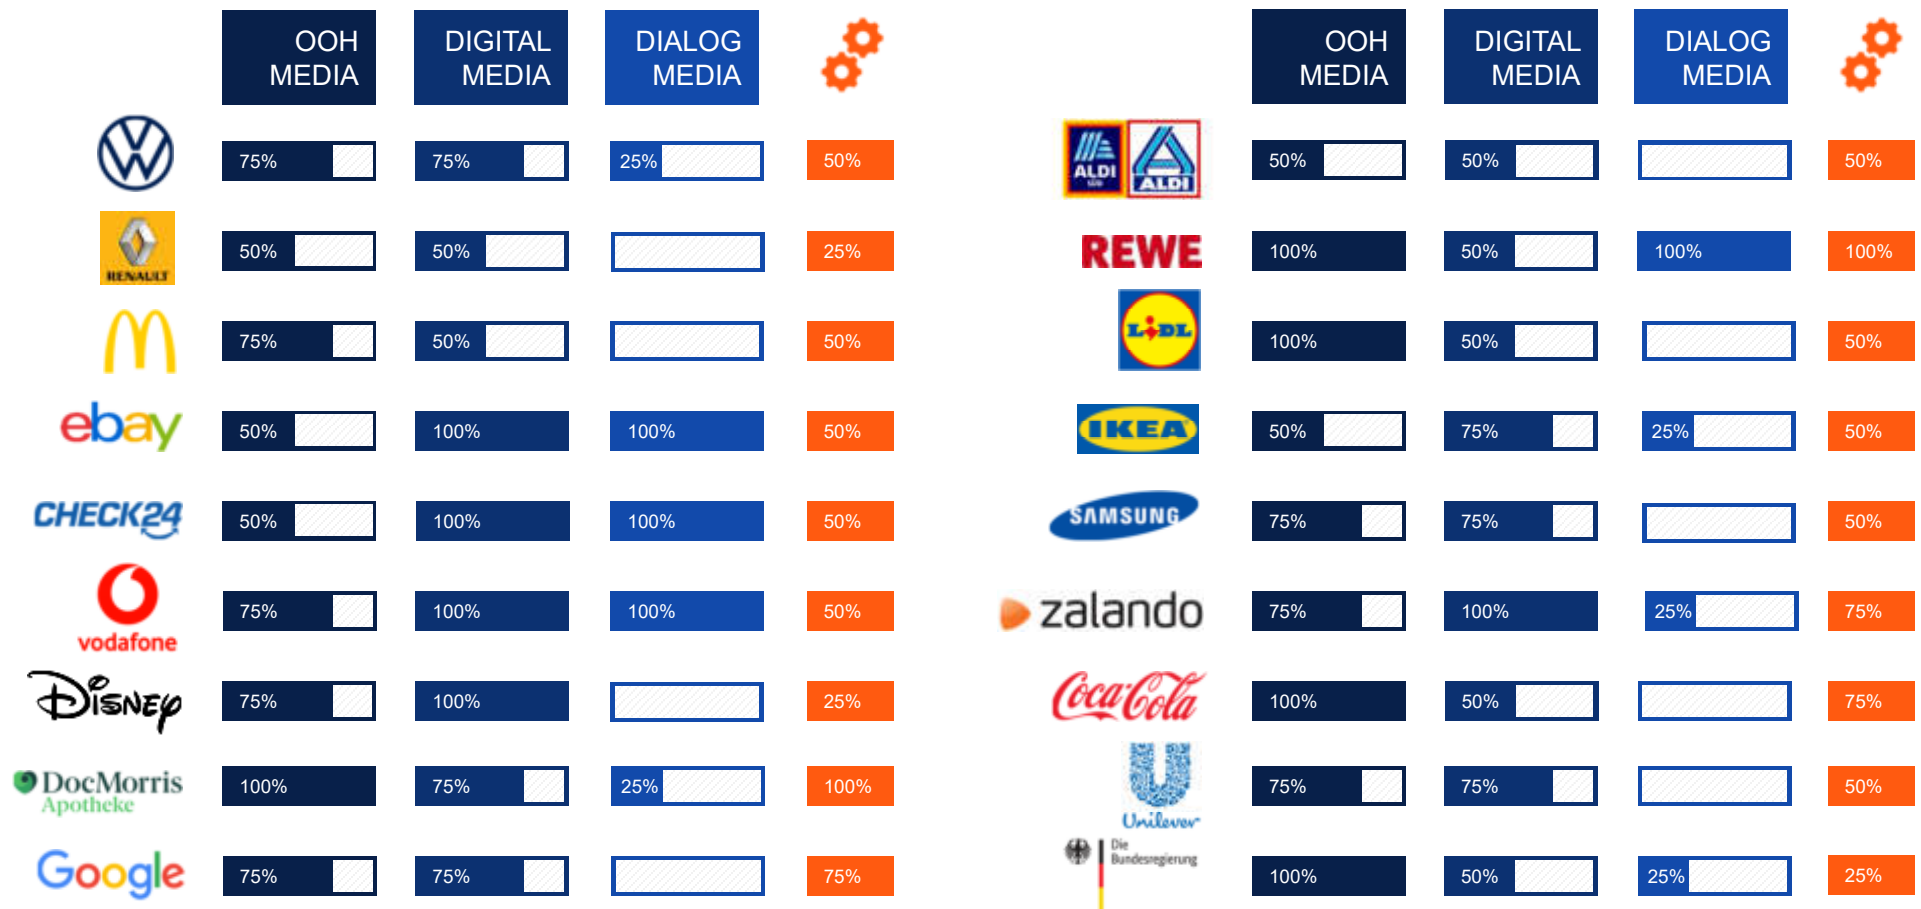 OOH MEDIA
DIGITAL MEDIA
DIALOG MEDIA
75% 75% 25% 50%
RENAULT 50% 50% 25%
75% 50% 50%
ebay 50% 100% 100% 50%
CHECK24 50% 100% 100% 50%
vodafone 75% 100% 100% 50%
Disney 75% 100% 25%
DocMorris
Apotheke
100% 75% 25% 100%
Google 75% 75% 75%
OOH MEDIA
DIGITAL MEDIA
DIALOG MEDIA
ALDI
SÜD
ALDI
50% 50% 50%
REWE 100% 50% 100% 100%
LiDL 100% 50% 50%
IKEA 50% 75% 25% 50%
SAMSUNG 75% 75% 50%
zalando 75% 100% 25% 75%
Coca-Cola 100% 50% 75%
Unilever 75% 75% 50%
Die
Bundesregierung
100% 50% 25% 25%